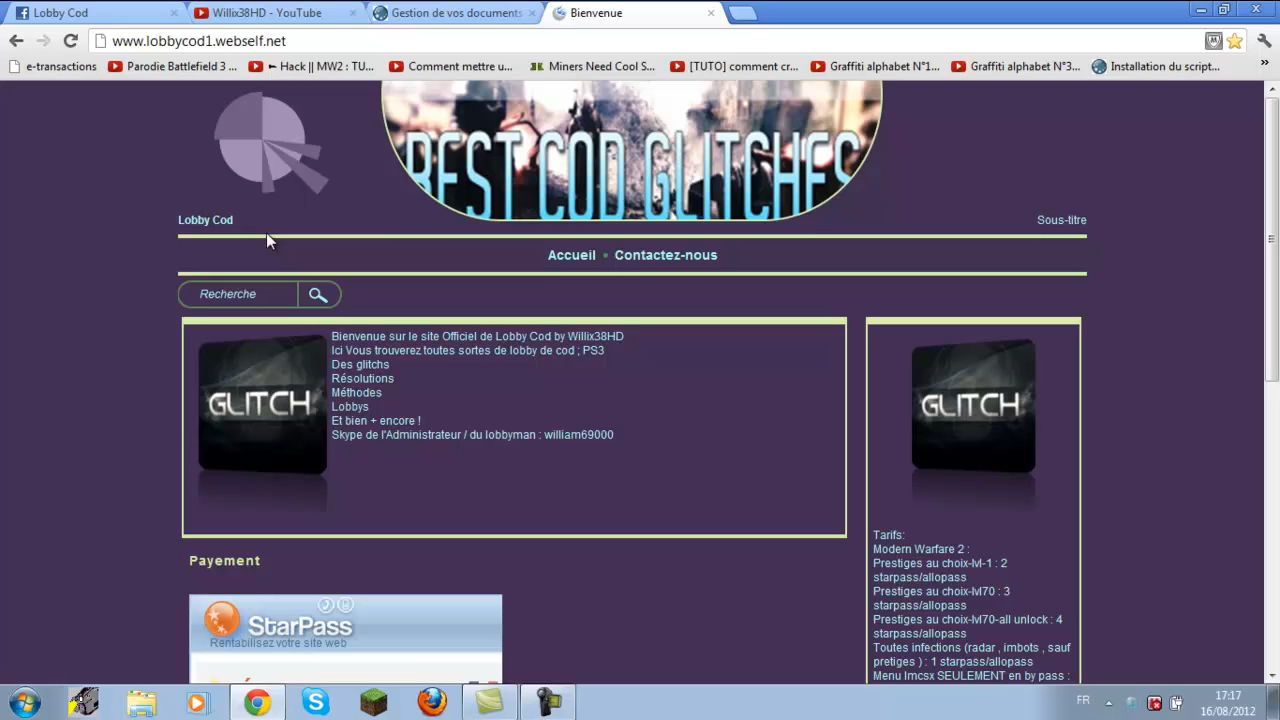 Lobby Cod
Willix38HD - YouTube
Gestion de vos documents
Bienvenue
www.lobbycod1.webself.net
e-transactions
Parodie Battlefield 3 ...
Hack || MW2 : TU...
Comment mettre u...
Miners Need Cool S...
[TUTO] comment cr...
Graffiti alphabet N°1...
Graffiti alphabet N°3...
Installation du script...
BEST COD GLITCHES
Lobby Cod
Sous-titre
Accueil • Contactez-nous
Recherche
GLITCH
Bienvenue sur le site Officiel de Lobby Cod by Willix38HD
Ici Vous trouverez toutes sortes de lobby de cod ; PS3
Des glitchs
Résolutions
Méthodes
Lobbys
Et bien + encore !
Skype de l'Administrateur / du lobbyman : william69000
GLITCH
Tarifs:
Modern Warfare 2 :
Prestiges au choix-lvl-1 : 2
starpass/allopass
Prestiges au choix-lvl70 : 3
starpass/allopass
Prestiges au choix-lvl70-all unlock : 4
starpass/allopass
Toutes infections (radar , imbots , sauf
pretiges ) : 1 starpass/allopass
Menu Imcsx SEULEMENT en by pass :
Payement
StarPass
Rentabilisez votre site web
FR
17:17
16/08/2012